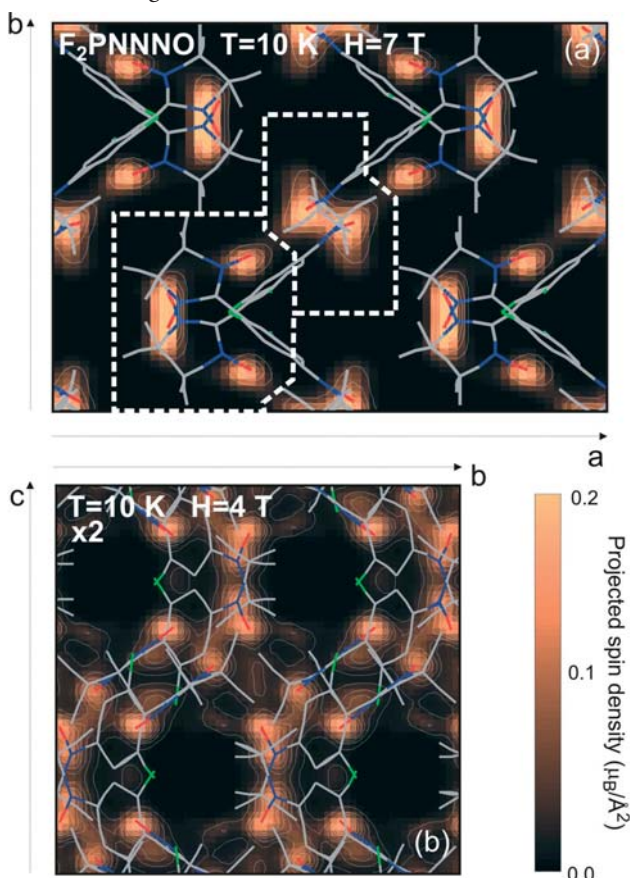 b
F₂PNNNO T=10 K H=7 T
(a)
a
b
c
T=10 K H=4 T
x2
(b)
0.2
0.1
0.0
Projected spin density (μB/Å²)